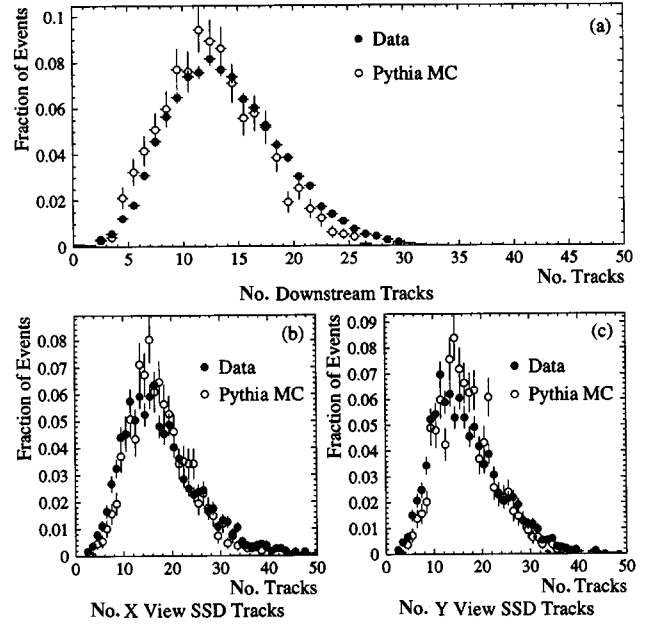 Fraction of Events
0.1
0.08
0.06
0.04
0.02
0
(a)
Data
Pythia MC
0 5 10 15 20 25 30 35 40 45 50
No. Tracks
No. Downstream Tracks
Fraction of Events
0.08
0.07
0.06
0.05
0.04
0.03
0.02
0.01
0
(b)
Data
Pythia MC
0 10 20 30 40 50
No. Tracks
No. X View SSD Tracks
Fraction of Events
0.09
0.08
0.07
0.06
0.05
0.04
0.03
0.02
0.01
0
(c)
Data
Pythia MC
0 10 20 30 40 50
No. Tracks
No. Y View SSD Tracks